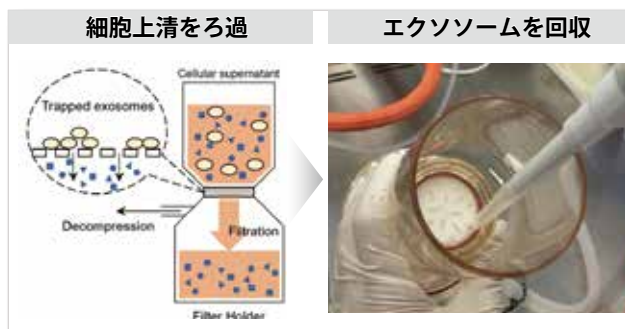 細胞上清をろ過
エクソソームを回収
Cellular supernatant
Trapped exosomes
Decompression
Filtration
Filter Holder